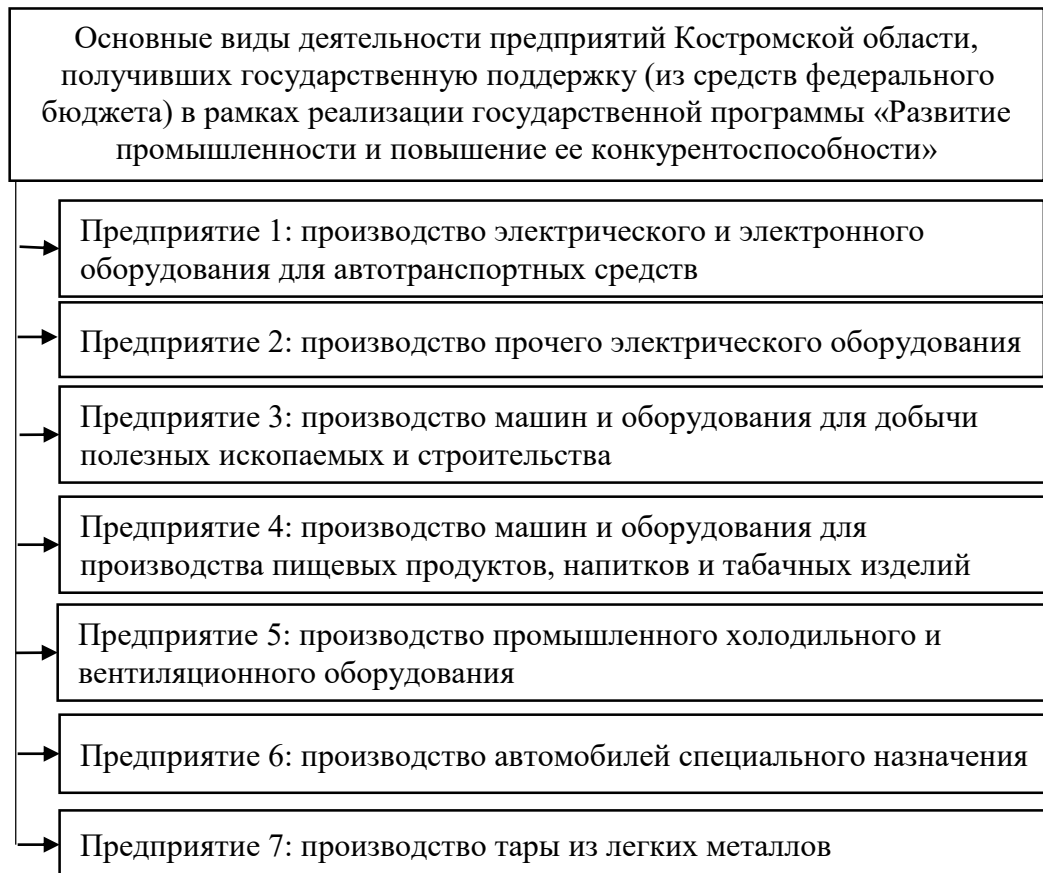 Основные виды деятельности предприятий Костромской области,
получивших государственную поддержку (из средств федерального
бюджета) в рамках реализации государственной программы «Развитие
промышленности и повышение ее конкурентоспособности»
Предприятие 1: производство электрического и электронного
оборудования для автотранспортных средств
Предприятие 2: производство прочего электрического оборудования
Предприятие 3: производство машин и оборудования для добычи
полезных ископаемых и строительства
Предприятие 4: производство машин и оборудования для
производства пищевых продуктов, напитков и табачных изделий
Предприятие 5: производство промышленного холодильного и
вентиляционного оборудования
Предприятие 6: производство автомобилей специального назначения
Предприятие 7: производство тары из легких металлов